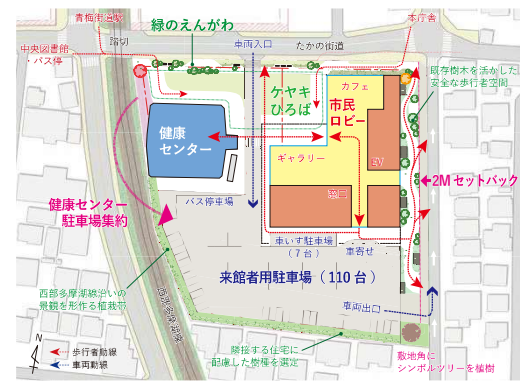 青梅街道駅
本庁舎
踏切
緑のえんがわ
中央図書館
・バス停
車両入口
たかの街道
既存樹木を活かした
安全な歩行者空間
カフェ
ケヤキ
ひろば
市民
ロビー
健康
センター
ギャラリー
EV
2Mセットバック
窓口
健康センター
駐車場集約
バス停車場
車いす駐車場
(7台)
車寄せ
来館者用駐車場(110台)
西部多摩湖線沿いの
景観を形作る植栽帯
西武多摩湖線
車両出口
歩行者動線
車両動線
隣接する住宅に
配慮した樹種を選定
敷地角に
シンボルツリーを植樹
N